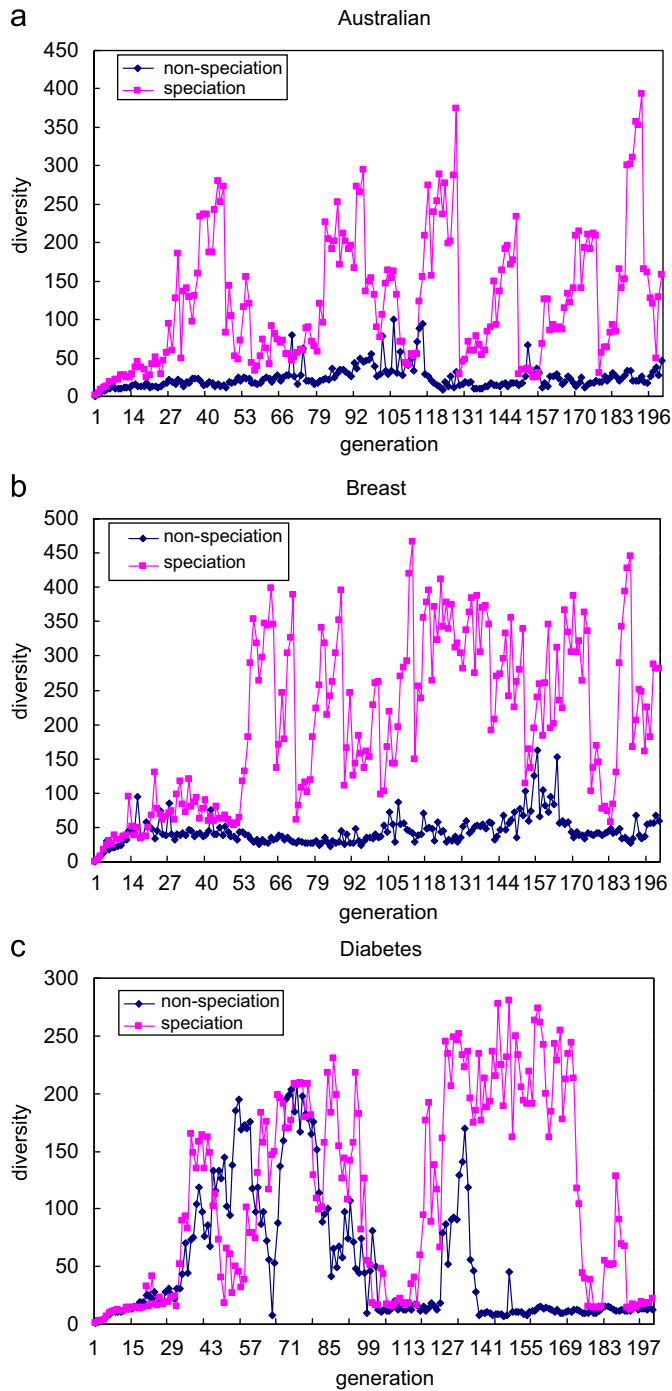 a
Australian
450
400
350
300
250
200
150
100
50
0
diversity
non-speciation
speciation
1 14 27 40 53 66 79 92 105 118 131 144 157 170 183 196
generation
b
Breast
500
450
400
350
300
250
200
150
100
50
0
diversity
non-speciation
speciation
1 14 27 40 53 66 79 92 105 118 131 144 157 170 183 196
generation
c
Diabetes
300
250
200
150
100
50
0
diversity
non-speciation
speciation
1 15 29 43 57 71 85 99 113 127 141 155 169 183 197
generation